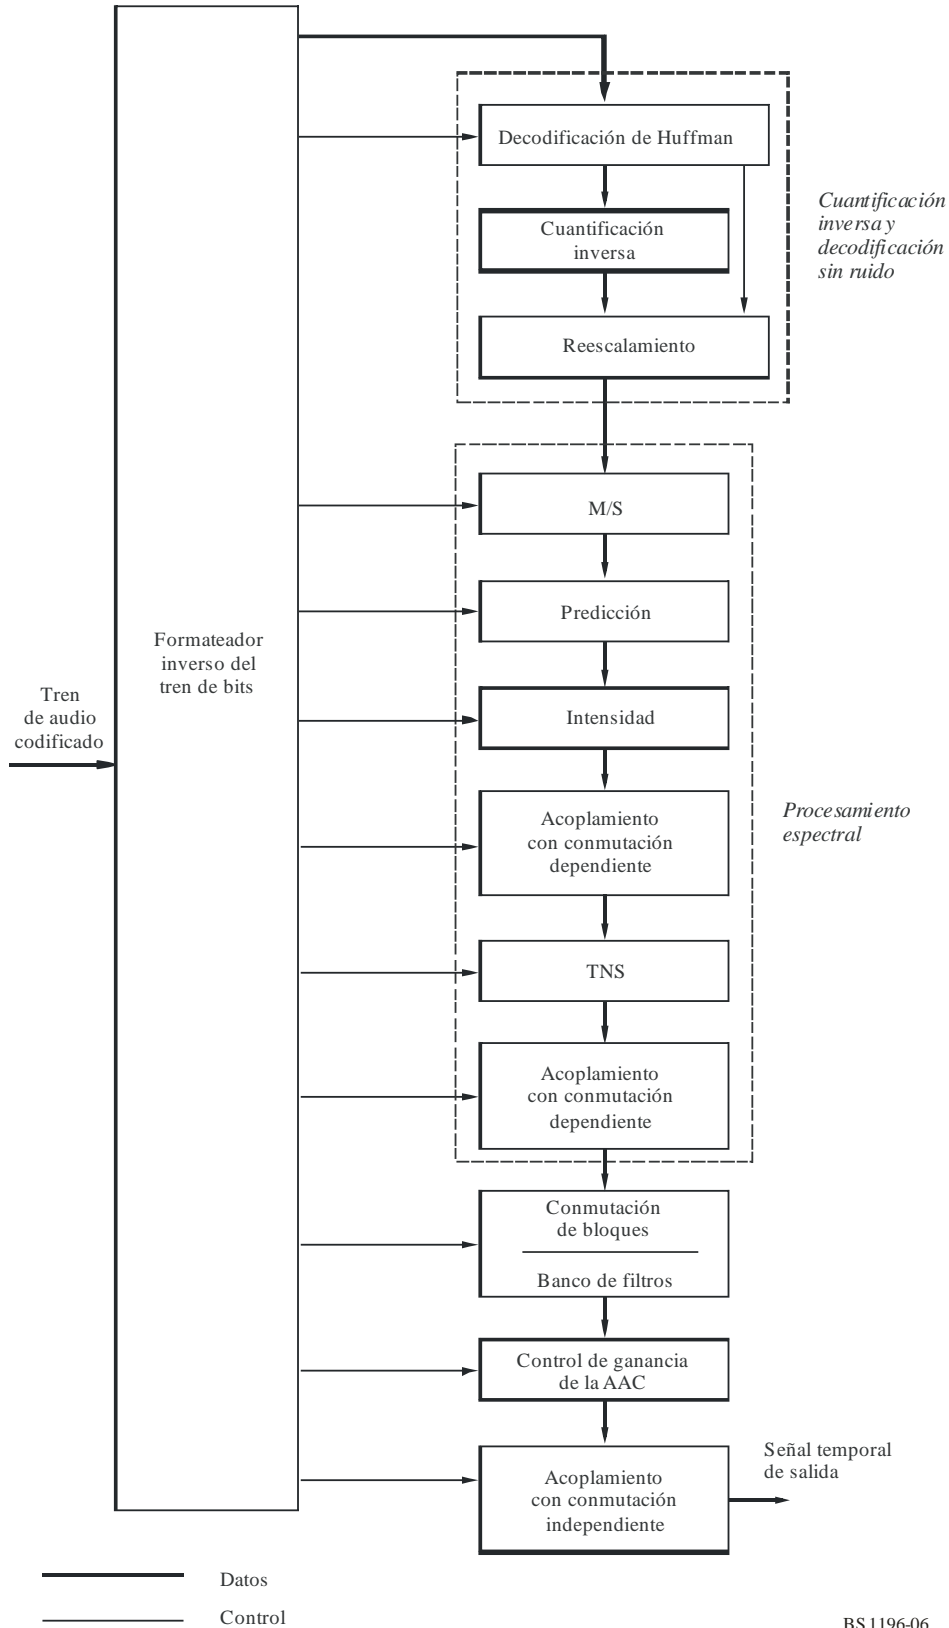 Decodificación de Huffman
Cuantificación
inversa
Reescalamiento
Cuantificación
inversa y
decodificación
sin ruido
M/S
Predicción
Intensidad
Acoplamiento
con conmutación
dependiente
TNS
Acoplamiento
con conmutación
dependiente
Procesamiento
espectral
Formateador
inverso del
tren de bits
Tren
de audio
codificado
Conmutación
de bloques
Banco de filtros
Control de ganancia
de la AAC
Acoplamiento
con conmutación
independiente
Señal temporal
de salida
Datos
Control
BS1196-06